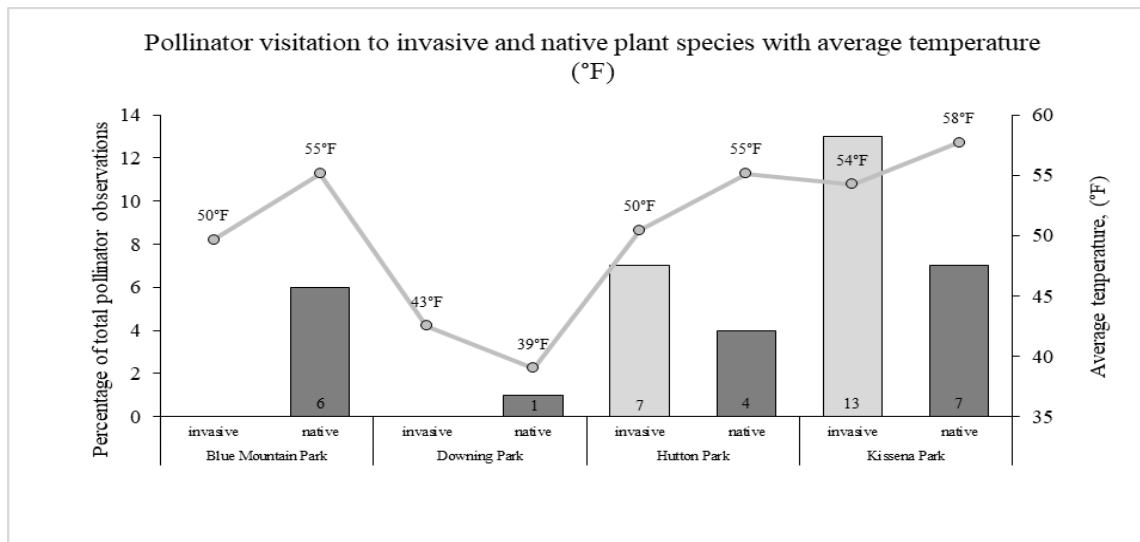 Pollinator visitation to invasive and native plant species with average temperature
(°F)
Percentage of total pollinator observations
14
12
10
8
6
4
2
0
50°F
55°F
43°F
39°F
50°F
55°F
54°F
58°F
6
1
7
4
13
7
60
55
50
45
40
35
Average tenperature, (°F)
invasive native invasive native invasive native invasive native
Blue Mountain Park Downing Park Hutton Park Kissena Park